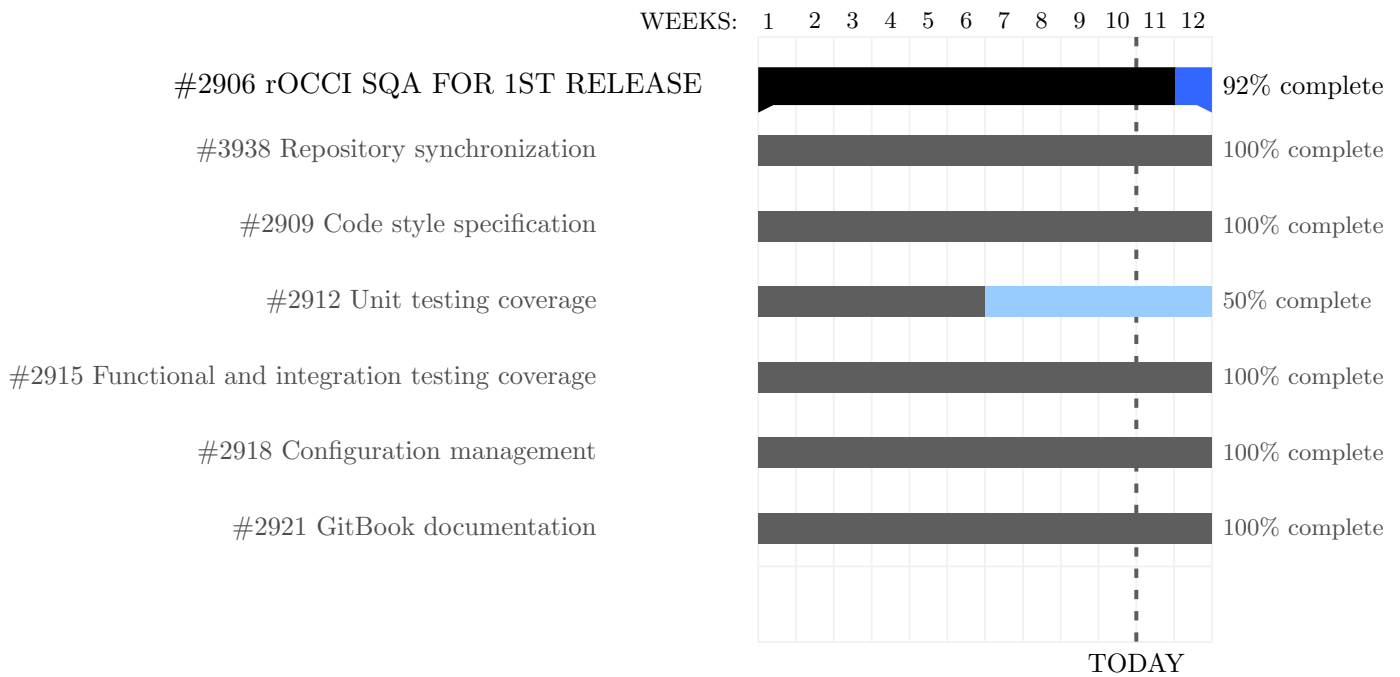 WEEKS: 1 2 3 4 5 6 7 8 9 10 11 12
#2906 rOCCI SQA FOR 1ST RELEASE 92% complete
#3938 Repository synchronization 100% complete
#2909 Code style specification 100% complete
#2912 Unit testing coverage 50% complete
#2915 Functional and integration testing coverage 100% complete
#2918 Configuration management 100% complete
#2921 GitBook documentation 100% complete
TODAY